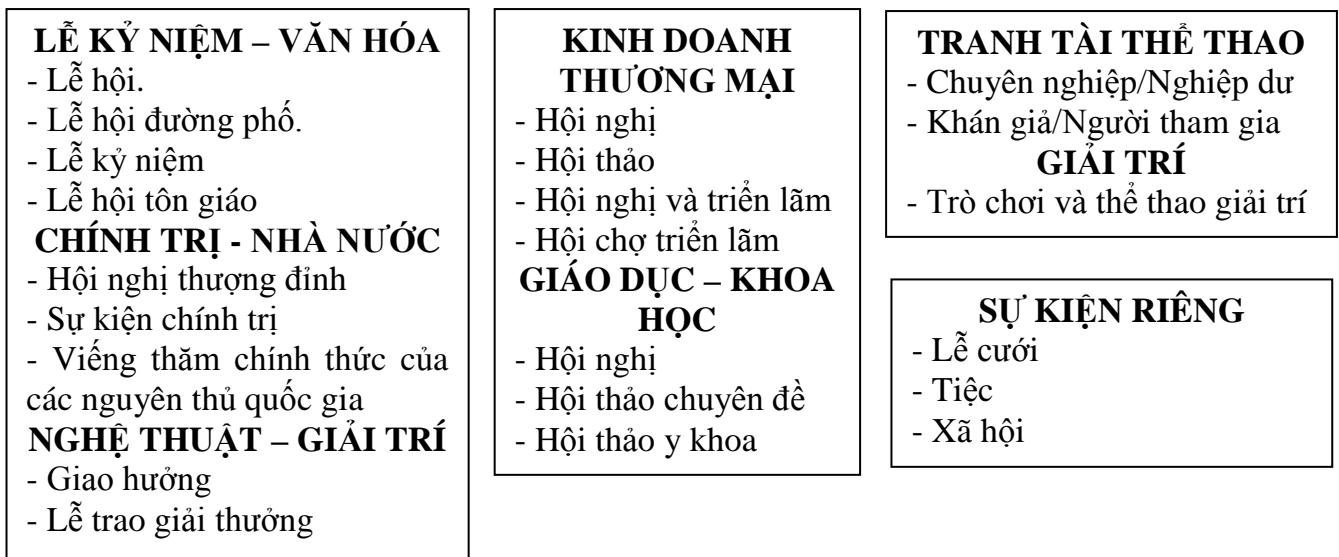 LỄ KỶ NIỆM – VĂN HÓA
- Lễ hội.
- Lễ hội đường phố.
- Lễ kỷ niệm
- Lễ hội tôn giáo
CHÍNH TRỊ - NHÀ NƯỚC
- Hội nghị thượng đỉnh
- Sự kiện chính trị
- Viếng thăm chính thức của
các nguyên thủ quốc gia
NGHỆ THUẬT – GIẢI TRÍ
- Giao hưởng
- Lễ trao giải thưởng
KINH DOANH
THƯƠNG MẠI
- Hội nghị
- Hội thảo
- Hội nghị và triển lãm
- Hội chợ triển lãm
GIÁO DỤC – KHOA
HỌC
- Hội nghị
- Hội thảo chuyên đề
- Hội thảo y khoa
TRANH TÀI THỂ THAO
- Chuyên nghiệp/Nghiệp dư
- Khán giả/Người tham gia
GIẢI TRÍ
- Trò chơi và thể thao giải trí
SỰ KIỆN RIÊNG
- Lễ cưới
- Tiệc
- Xã hội